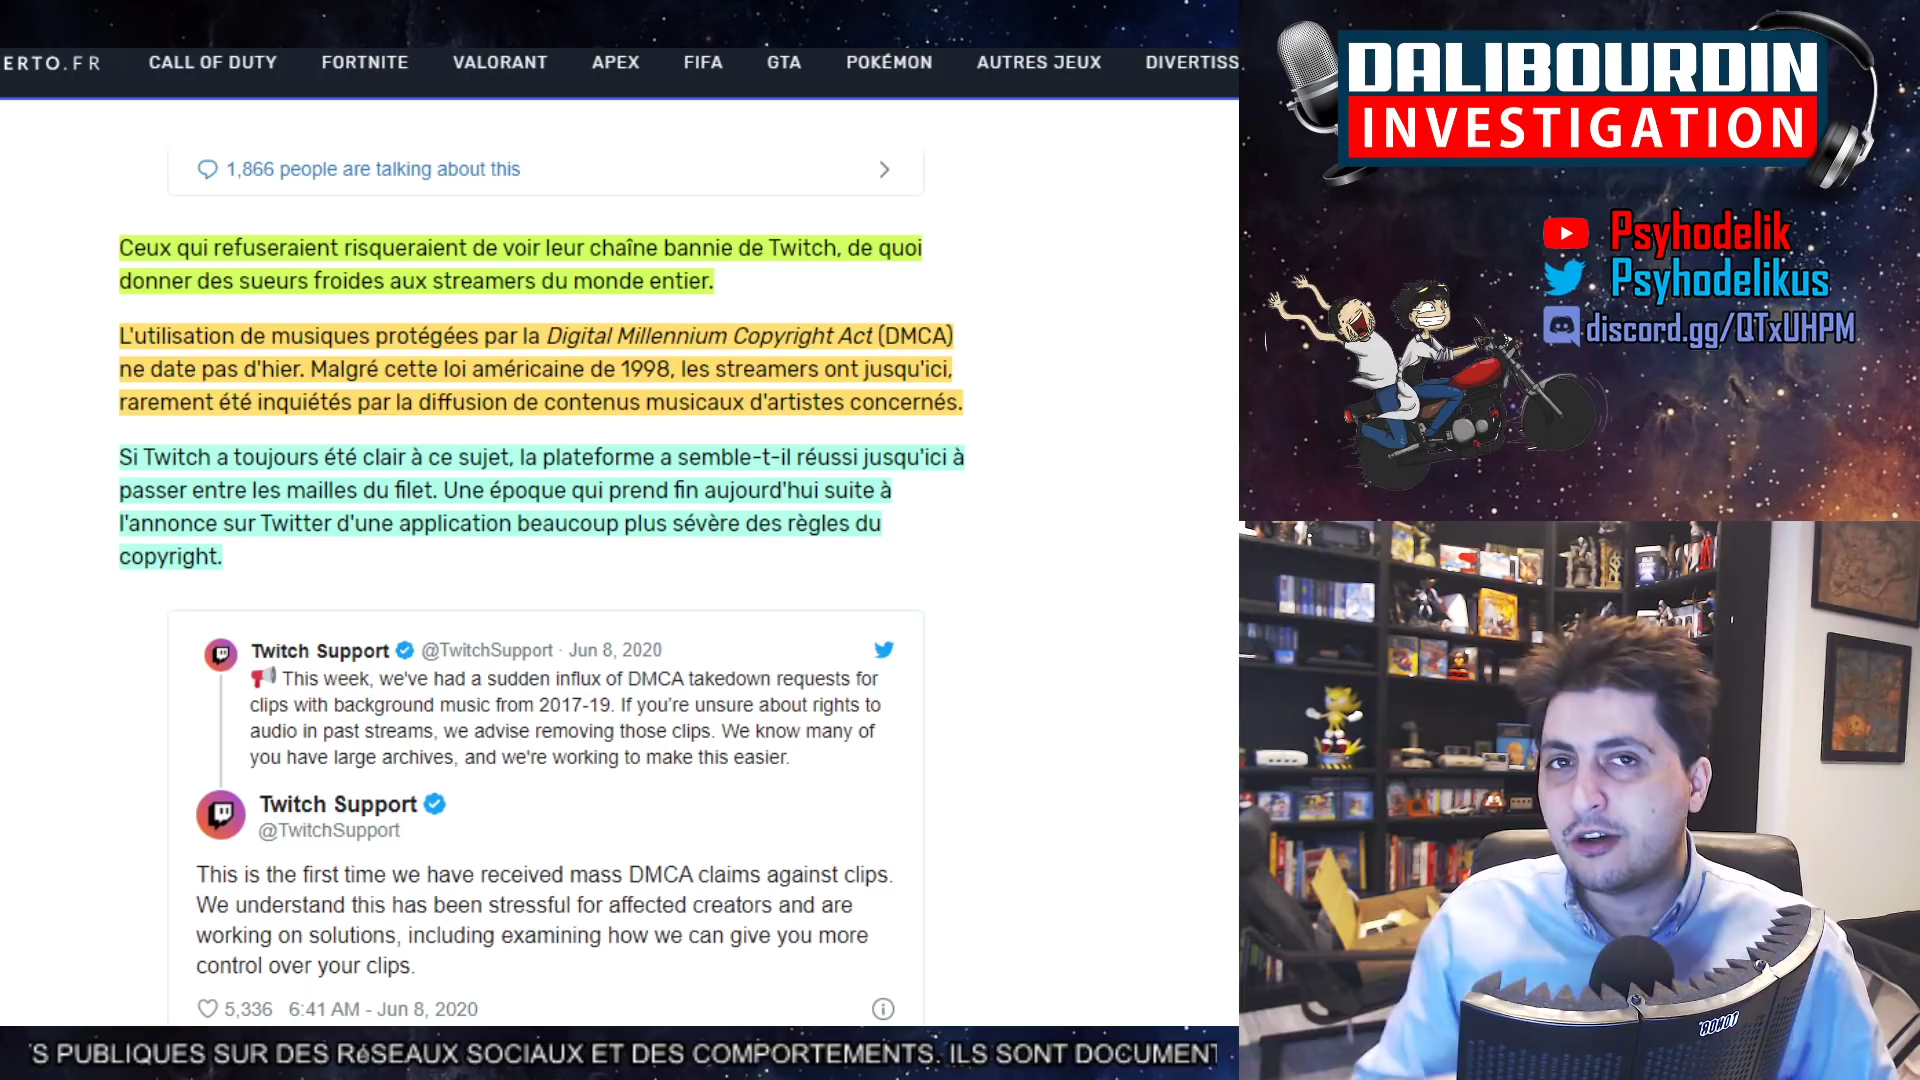 ERTO.FR CALL OF DUTY FORTNITE VALORANT APEX FIFA GTA POKÉMON AUTRES JEUX DIVERTISS
1,866 people are talking about this
Ceux qui refuseraient risqueraient de voir leur chaîne bannie de Twitch, de quoi
donner des sueurs froides aux streamers du monde entier.
L'utilisation de musiques protégées par la Digital Millennium Copyright Act (DMCA)
ne date pas d'hier. Malgré cette loi américaine de 1998, les streamers ont jusqu'ici,
rarement été inquiétés par la diffusion de contenus musicaux d'artistes concernés.
Si Twitch a toujours été clair à ce sujet, la plateforme a semble-t-il réussi jusqu'ici à
passer entre les mailles du filet. Une époque qui prend fin aujourd'hui suite à
l'annonce sur Twitter d'une application beaucoup plus sévère des règles du
copyright.
Twitch Support @TwitchSupport · Jun 8, 2020
This week, we've had a sudden influx of DMCA takedown requests for
clips with background music from 2017-19. If you're unsure about rights to
audio in past streams, we advise removing those clips. We know many of
you have large archives, and we're working to make this easier.
Twitch Support
@TwitchSupport
This is the first time we have received mass DMCA claims against clips.
We understand this has been stressful for affected creators and are
working on solutions, including examining how we can give you more
control over your clips.
5,336 6:41 AM - Jun 8, 2020
'S PUBLIQUES SUR DES RéSEAUX SOCIAUX ET DES COMPORTEMENTS. ILS SONT DOCUMENT
DALIBOURDIN
INVESTIGATION
Psyhodelik
Psyhodelikus
discord.gg/QTxUHPM